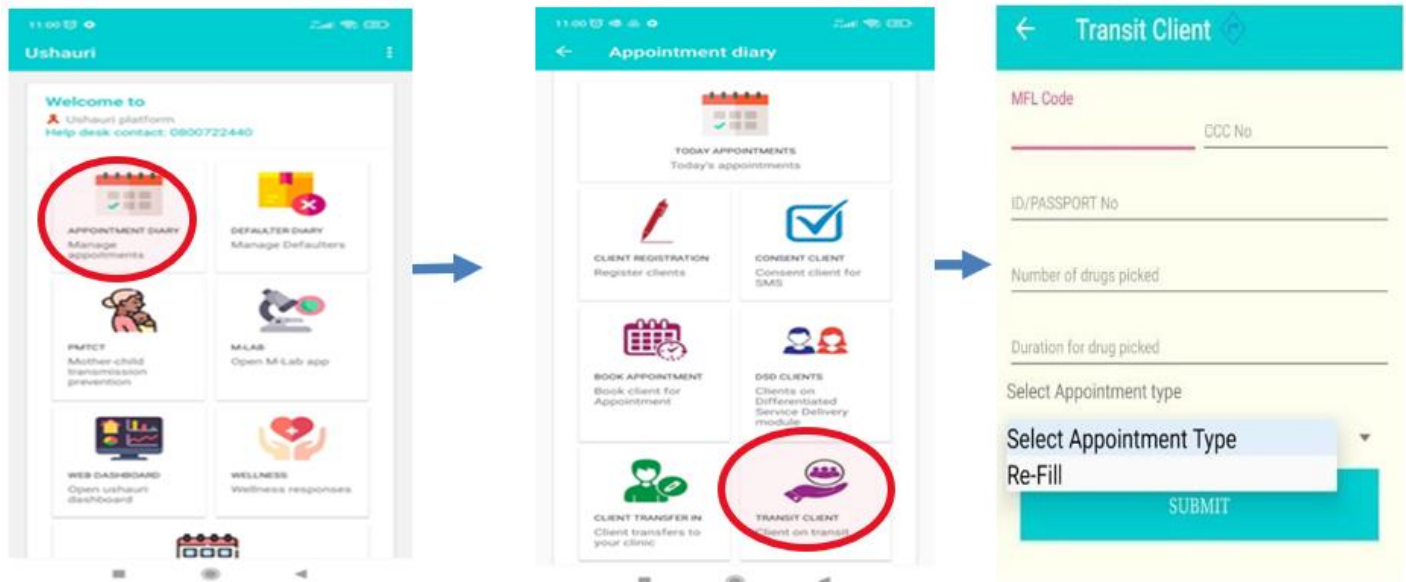 11:00
Ushauri
Welcome to
Ushauri platform
Help desk contact: 0800722440
APPOINTMENT DIARY
Manage
appointments
DEFAULTER DIARY
Manage Defaulters
PMTCT
Mother-child
transmission
prevention
M-LAB
Open M-Lab app
WEB DASHBOARD
Open ushauri
dashboard
WELLNESS
Wellness responses
11:00
Appointment diary
TODAY APPOINTMENTS
Today's appointments
CLIENT REGISTRATION
Register clients
CONSENT CLIENT
Consent client for
SMS
BOOK APPOINTMENT
Book client for
Appointment
DSD CLIENTS
Clients on
Differentiated
Service Delivery
module
CLIENT TRANSFER IN
Client transfers to
your clinic
TRANSIT CLIENT
Client on transit
Transit Client
MFL Code
CCC No
ID/PASSPORT No
Number of drugs picked
Duration for drug picked
Select Appointment type
Select Appointment Type
Re-Fill
SUBMIT